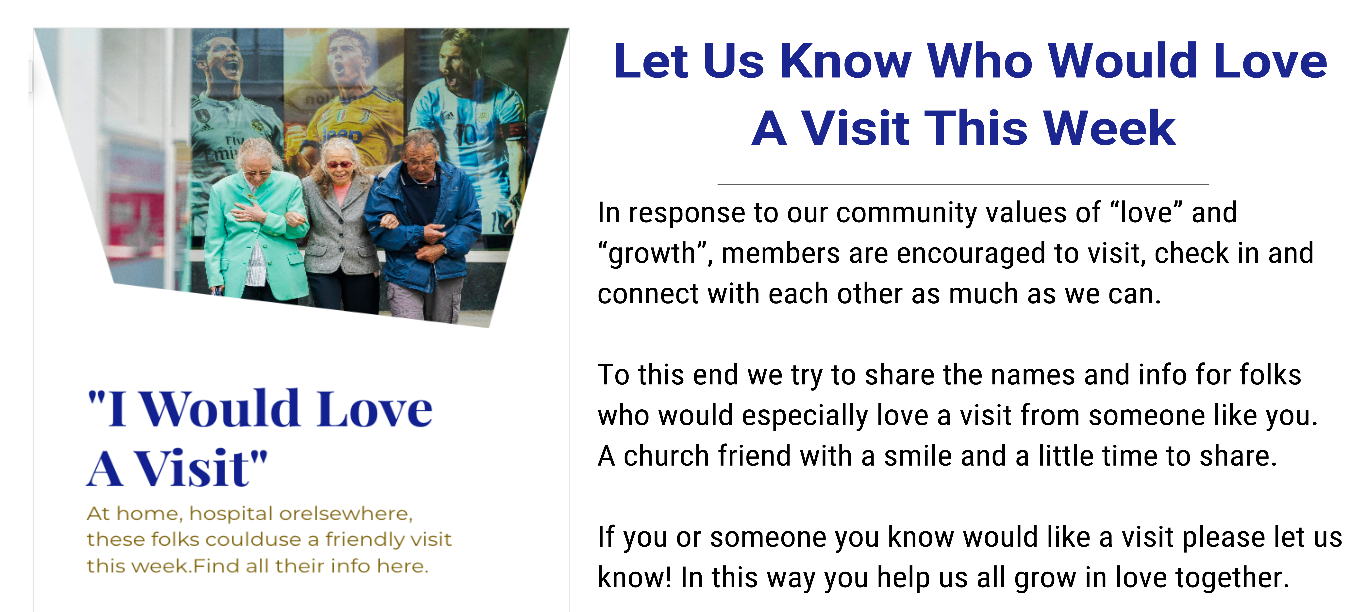 Fly
Emi
Jeep
10
"I Would Love
A Visit"
At home, hospital orelsewhere,
these folks coulduse a friendly visit
this week.Find all their info here.
Let Us Know Who Would Love
A Visit This Week
In response to our community values of “love” and
“growth”, members are encouraged to visit, check in and
connect with each other as much as we can.
To this end we try to share the names and info for folks
who would especially love a visit from someone like you.
A church friend with a smile and a little time to share.
If you or someone you know would like a visit please let us
know! In this way you help us all grow in love together.